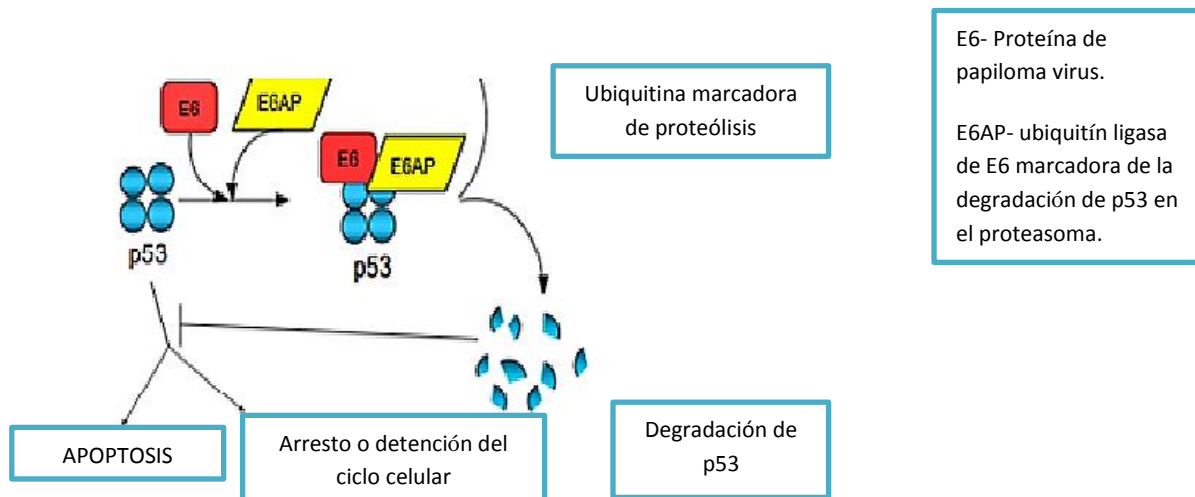 E6- Proteína de
papiloma virus.
E6AP- ubiquitín ligasa
de E6 marcadora de la
degradación de p53 en
el proteasoma.
Ubiquitina marcadora
de proteólisis
E6
E6AP
E6
E6AP
p53
p53
APOPTOSIS
Arresto o detención del
ciclo celular
Degradación de
p53